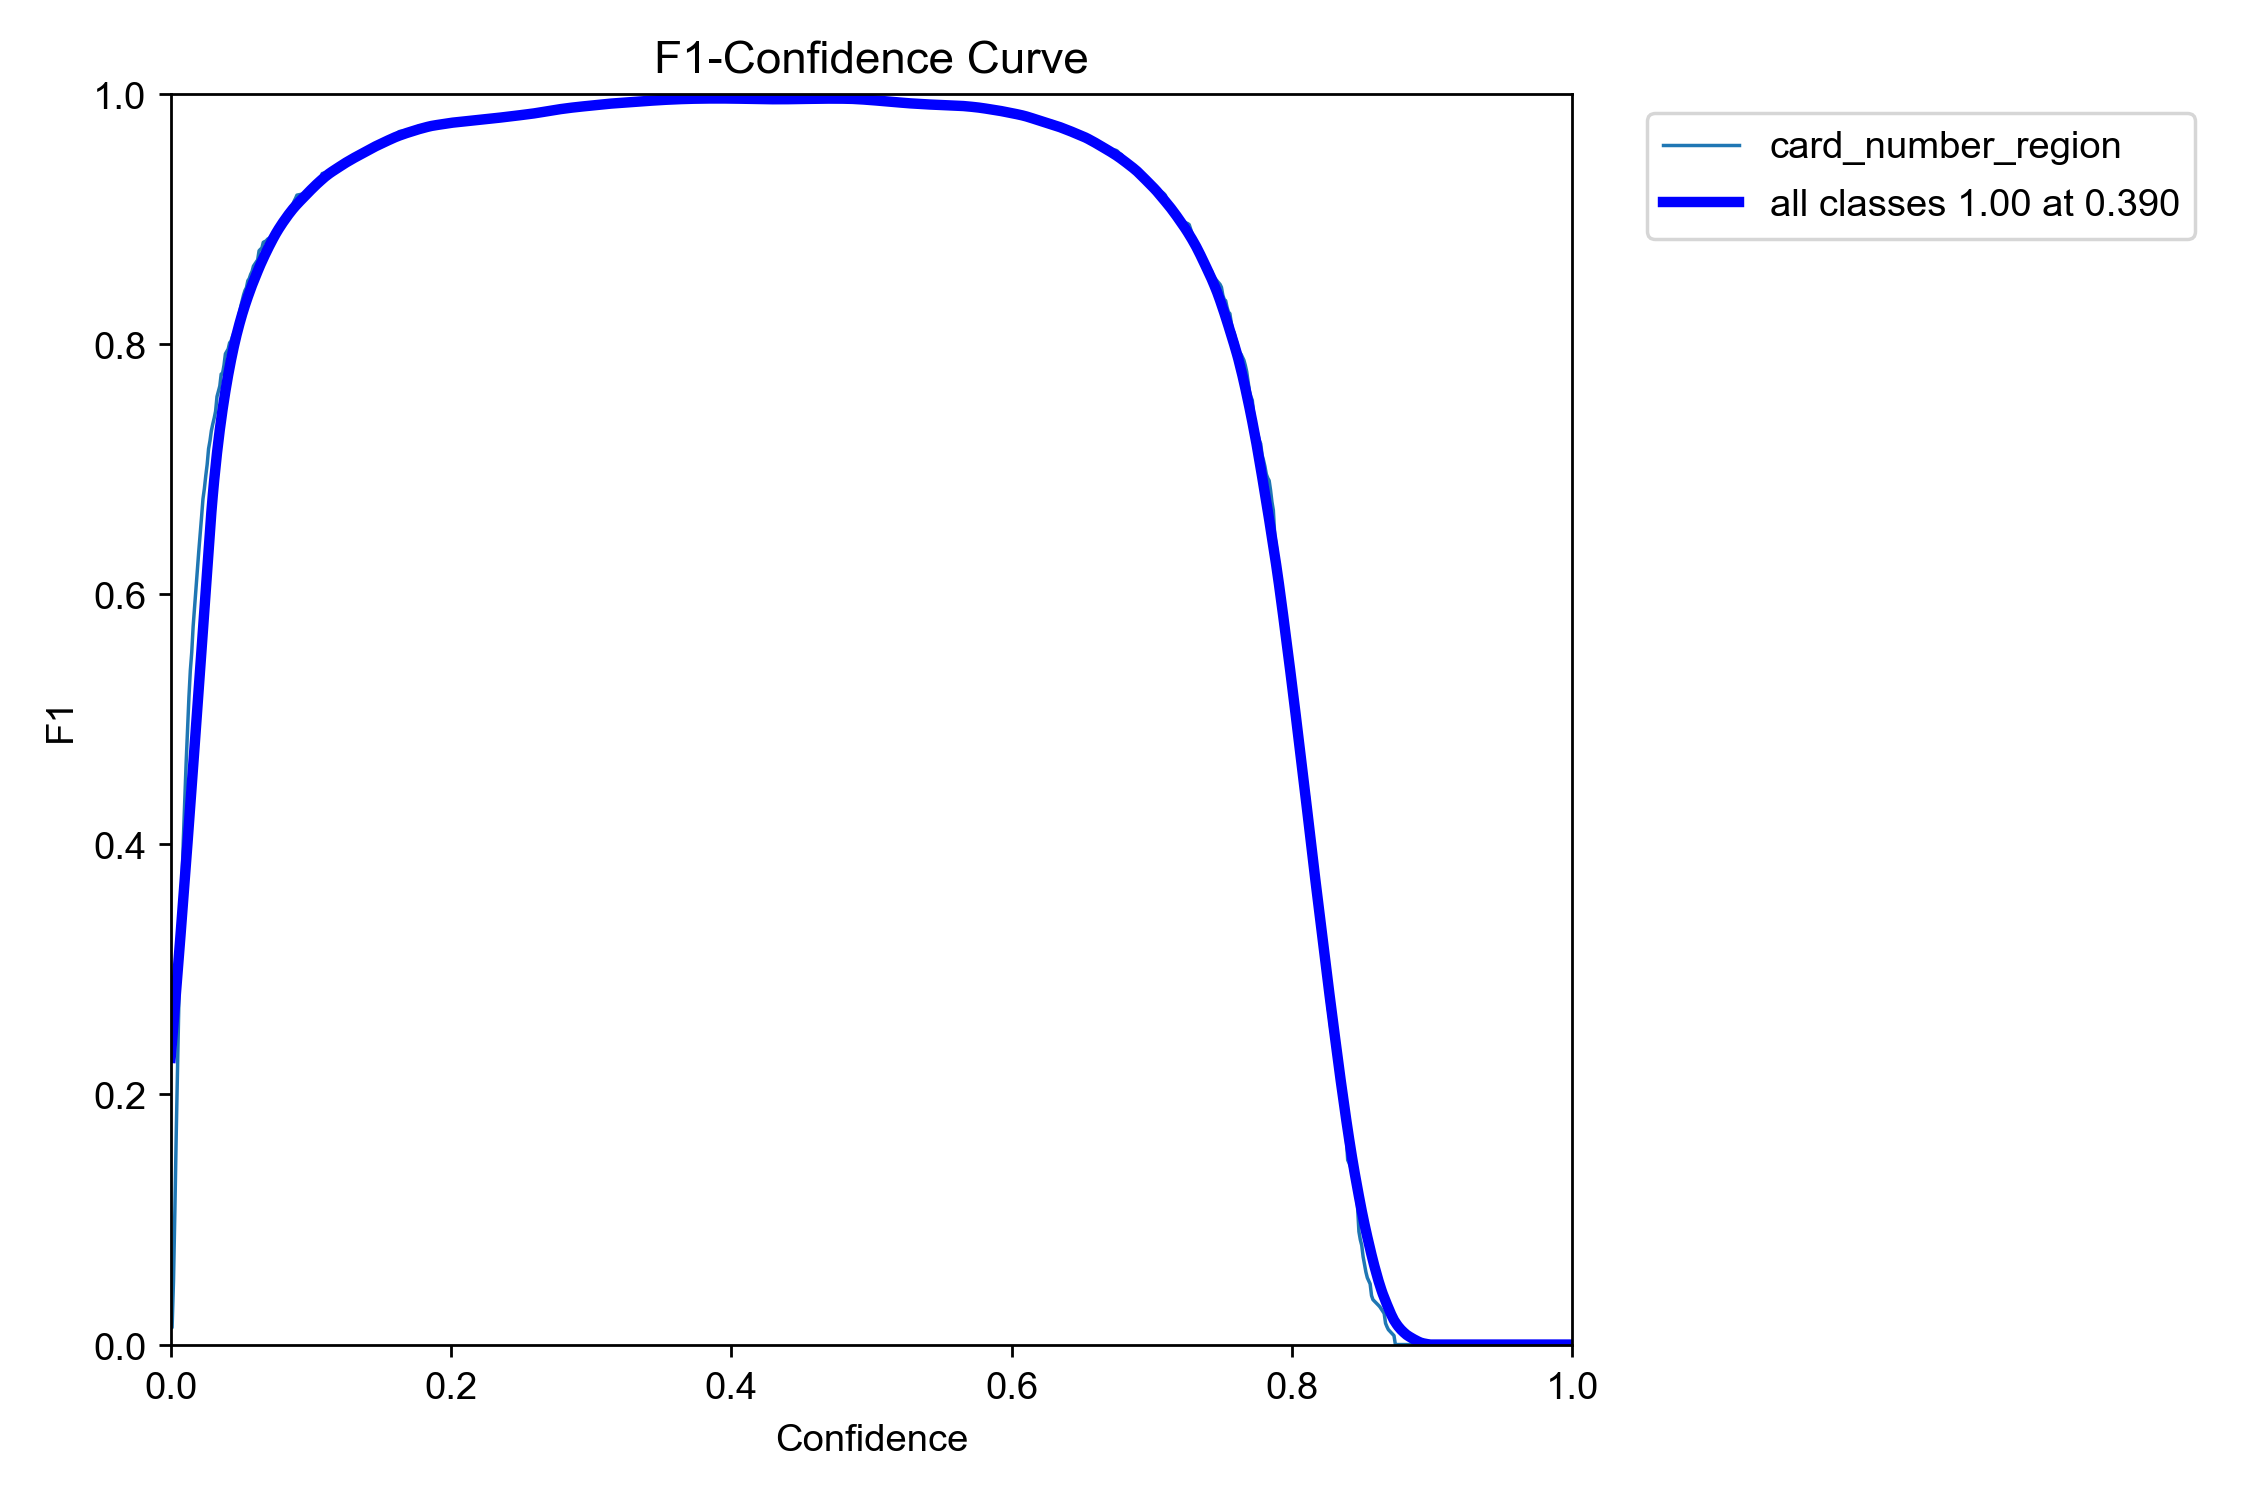 F1-Confidence Curve
card_number_region
all classes 1.00 at 0.390
F1
1.0
0.8
0.6
0.4
0.2
0.0
0.0 0.2 0.4 0.6 0.8 1.0
Confidence